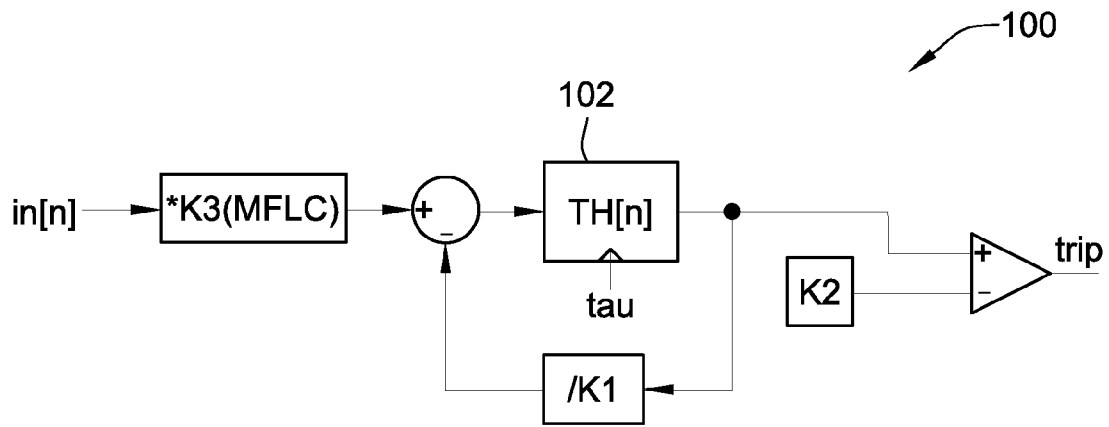 100
102
in[n]
*K3(MFLC)
+
−
TH[n]
tau
/K1
K2
+
−
trip